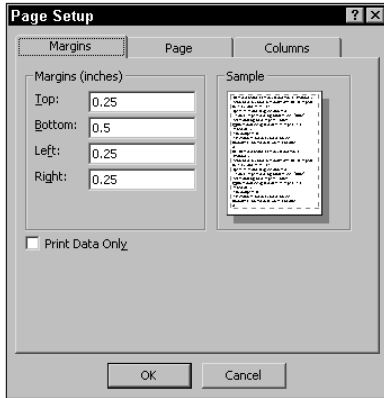 Page Setup
Margins Page Columns
Margins (inches) Sample
Top: 0.25
Bottom: 0.5
Left: 0.25
Right: 0.25
Print Data Only
OK Cancel